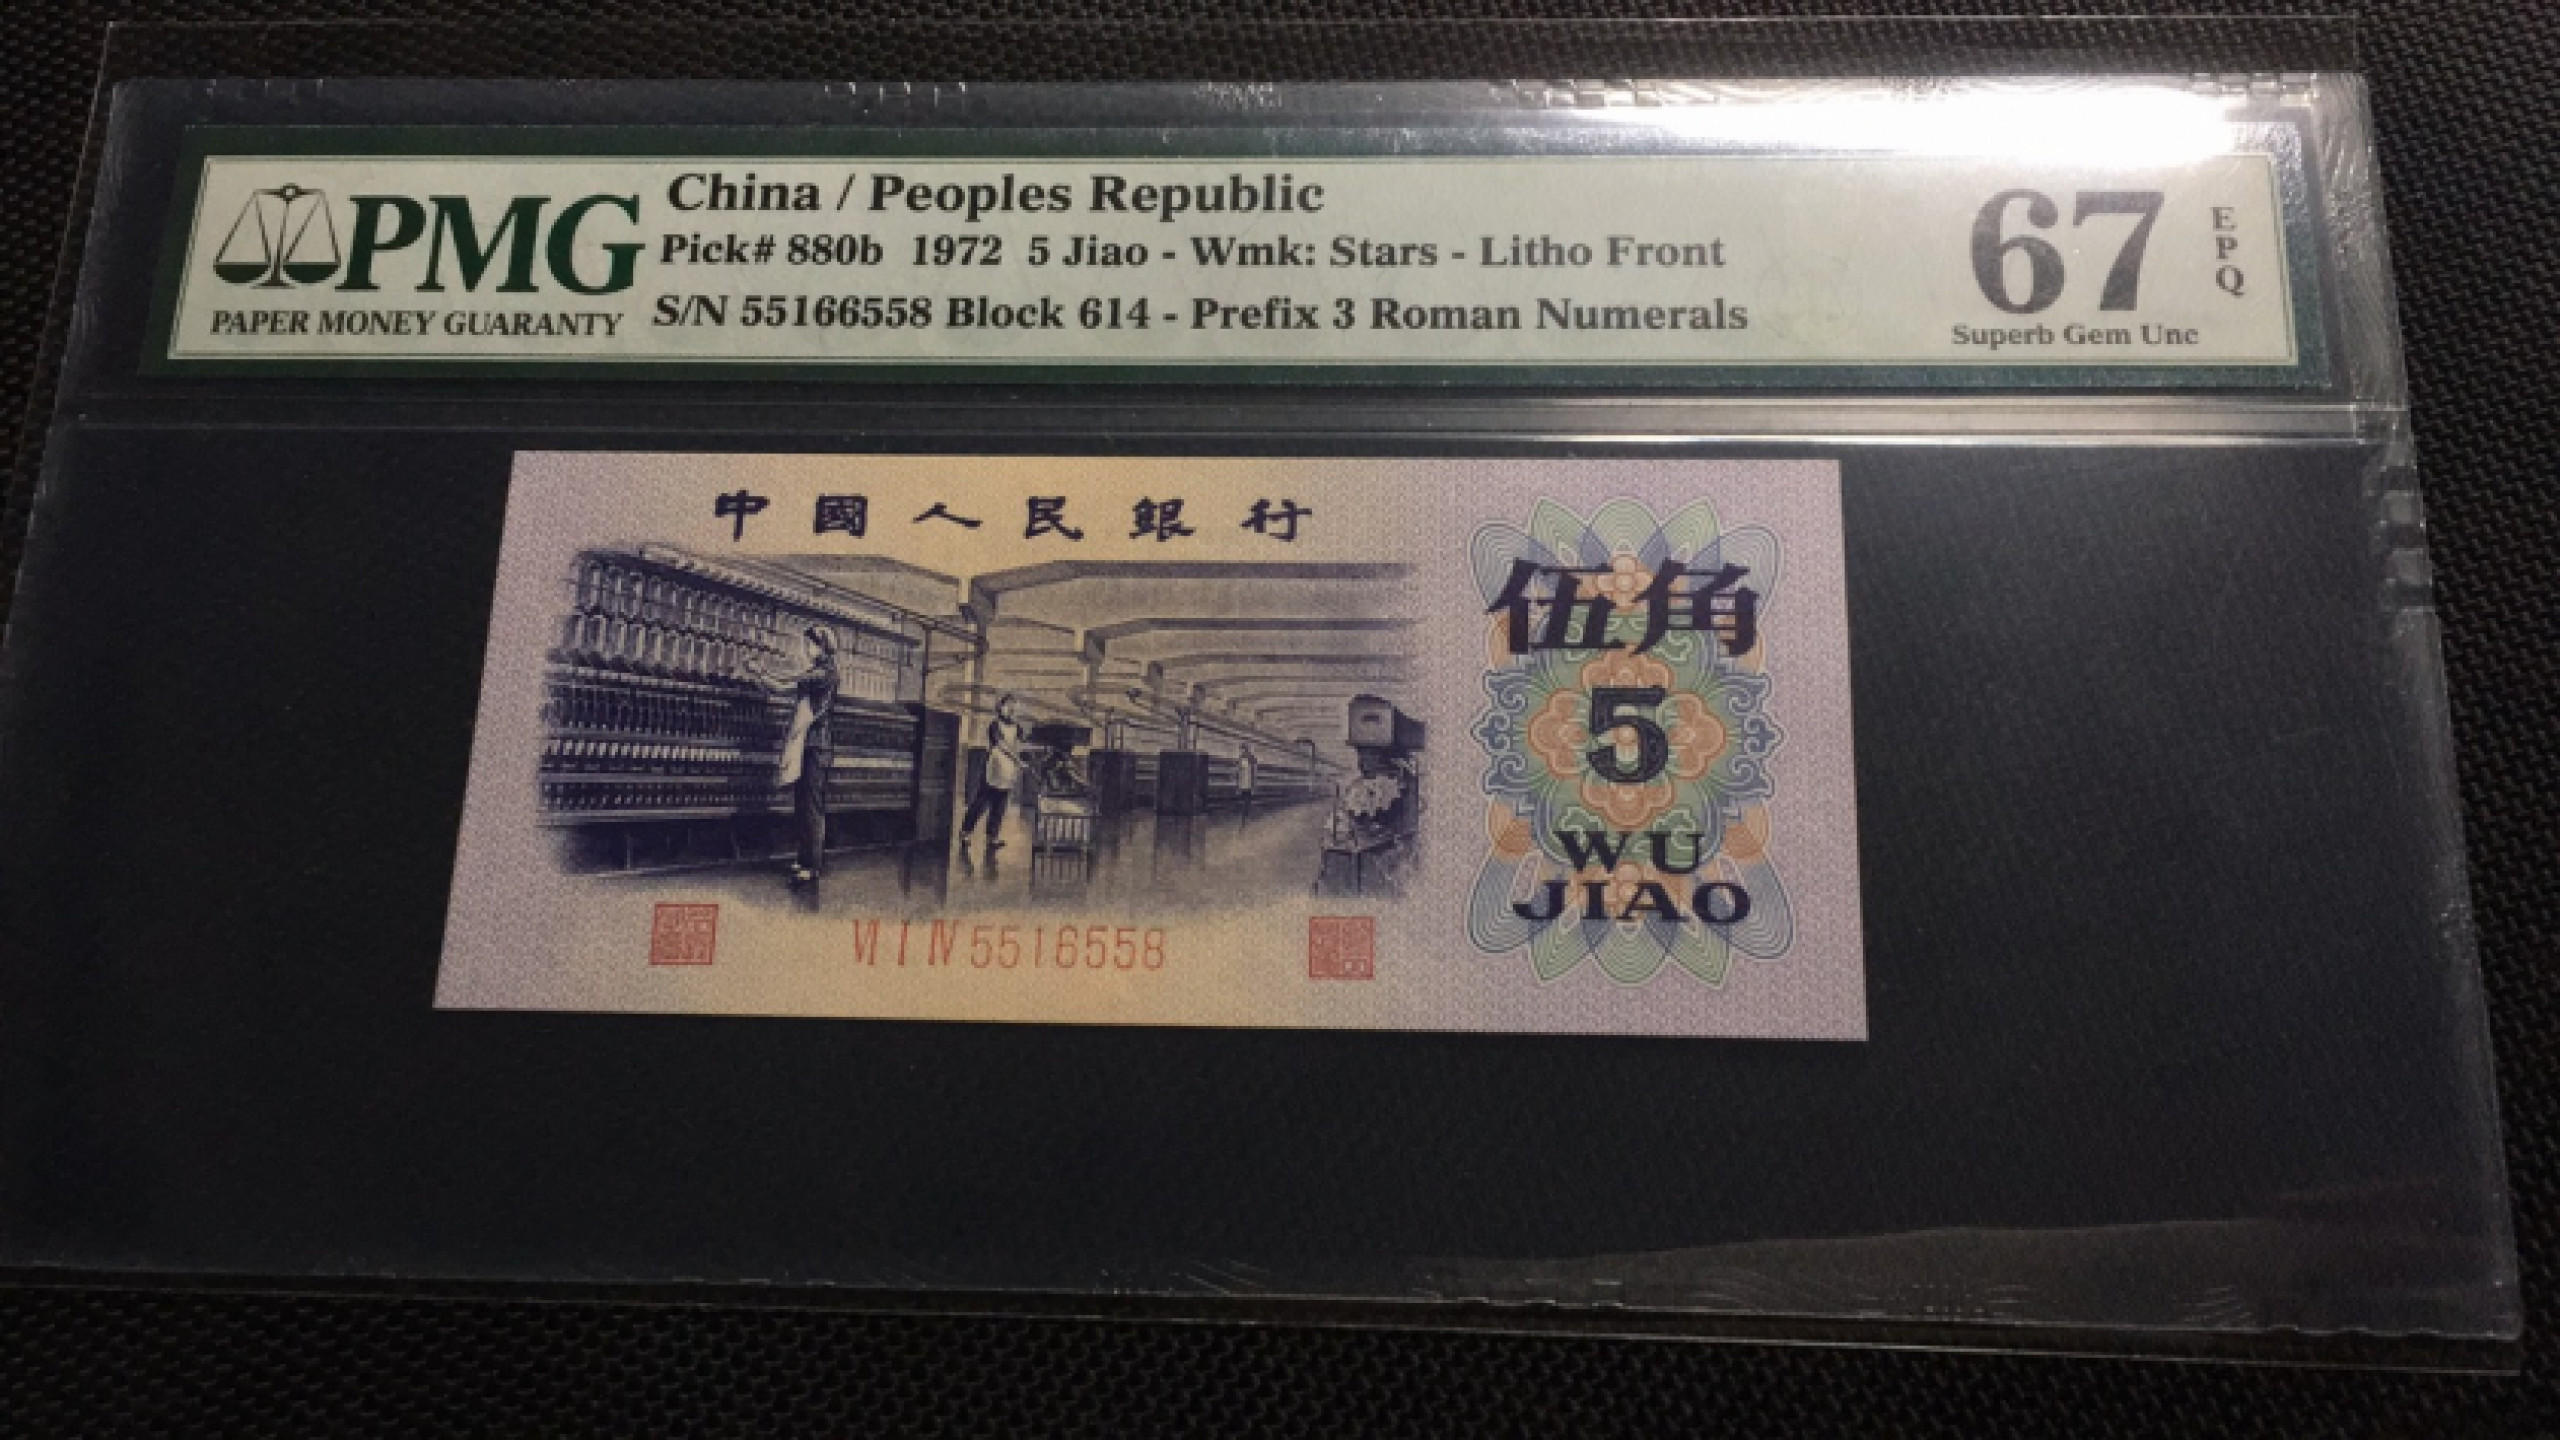 PMG
PAPER MONEY GUARANTY
China / Peoples Republic
Pick# 880b 1972 5 Jiao - Wmk: Stars - Litho Front
S/N 55166558 Block 614 - Prefix 3 Roman Numerals
67
EPQ
Superb Gem Unc
中國人民銀行
伍角
5
WU
JIAO
VI I IV 5516558